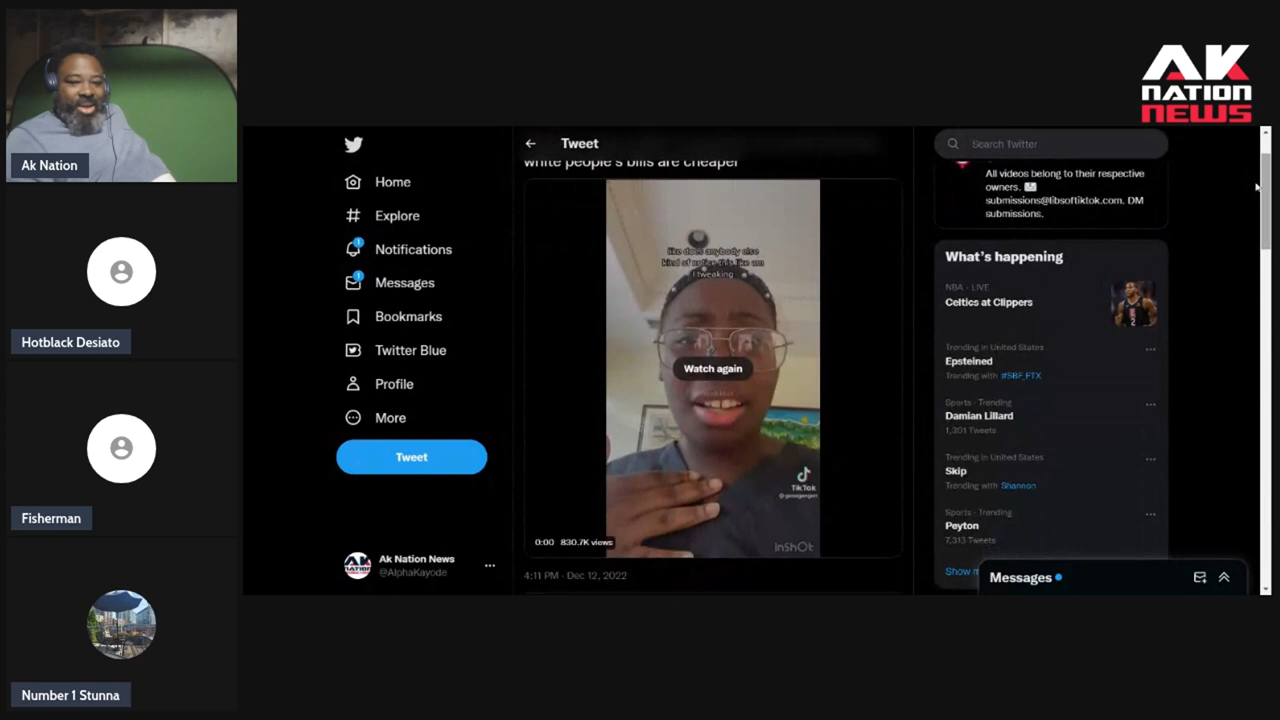 Ak Nation
Hotblack Desiato
Fisherman
Number 1 Stunna
AK
NATION
NEWS
Home
Explore
Notifications
Messages
Bookmarks
Twitter Blue
Profile
More
Tweet
Ak Nation News
@AlphaKayode
Tweet
white people's bills are cheaper
like does anybody else
kind of notice this like am
I tweaking
Watch again
TikTok
InShOt
0:00 830.7K views
4:11 PM · Dec 12, 2022
Search Twitter
All videos belong to their respective
owners.
submissions@libsoftiktok.com. DM
submissions.
What's happening
NBA · LIVE
Celtics at Clippers
Trending in United States
Epsteined
Trending with #SBF_FTX
Sports · Trending
Damian Lillard
1,301 Tweets
Trending in United States
Skip
Trending with Shannon
Sports · Trending
Peyton
7,313 Tweets
Show
Messages